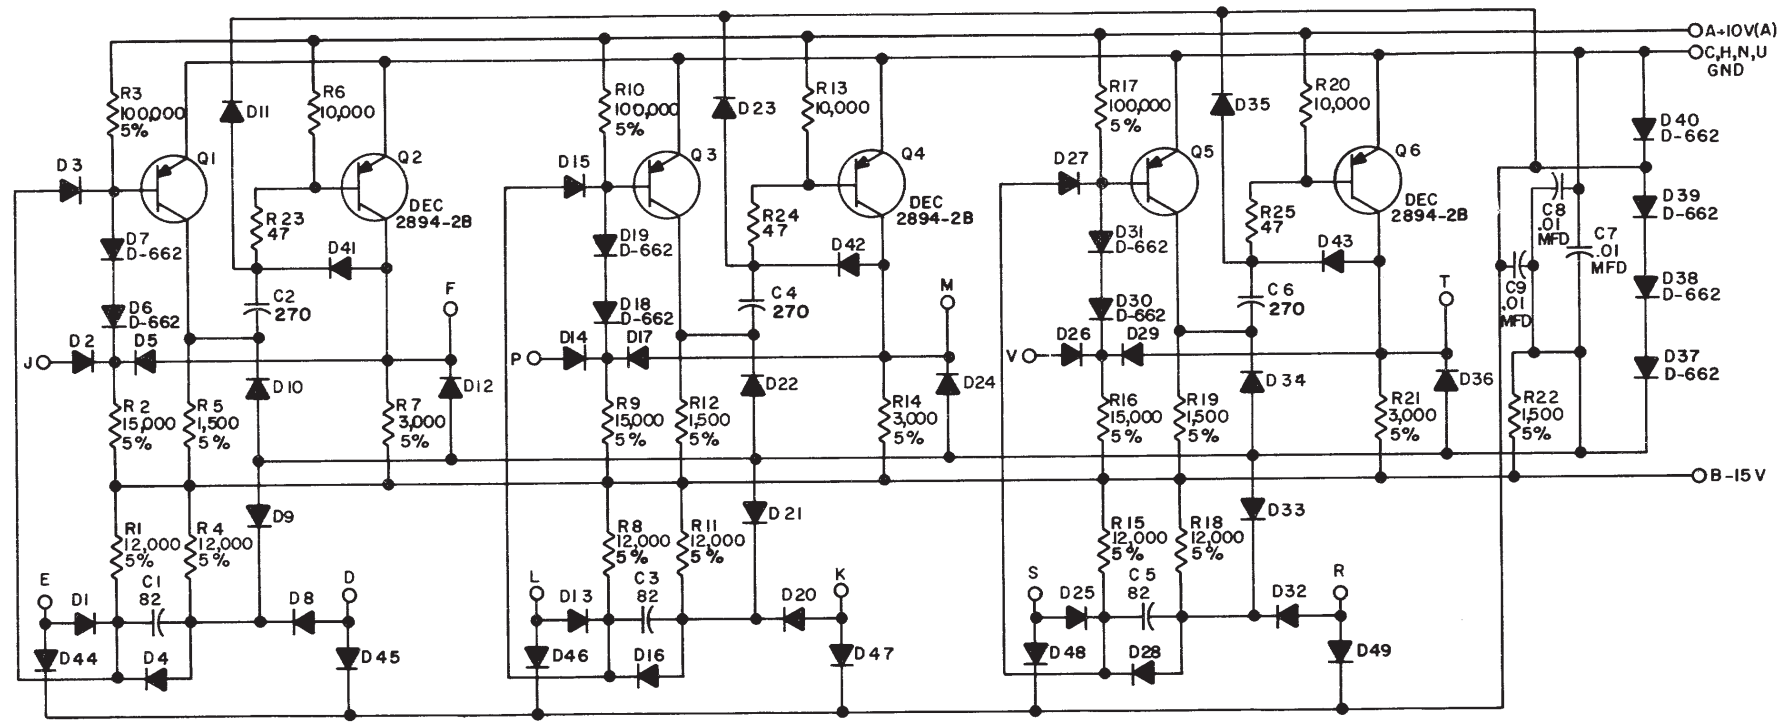 A+10V(A)
C,H,N,U
GND
R3
100,000
5%
D11
R6
10,000
R10
100,000
5%
D23
R13
10,000
R17
100,000
5%
D35
R20
10,000
D40
D-662
D3
Q1
Q2
D15
Q3
Q4
D27
Q5
Q6
DEC
2894-2B
DEC
2894-2B
DEC
2894-2B
R23
47
R24
47
R25
47
C8
.01
MFD
C7
.01
MFD
D39
D-662
D7
D-662
D41
D19
D-662
D42
D31
D-662
D43
C9
.01
MFD
D38
D-662
D6
D-662
C2
270
F
D18
D-662
C4
270
M
D30
D-662
C6
270
T
J
D2
D5
D10
D12
P
D14
D17
D22
D24
V
D26
D29
D34
D36
D37
D-662
R2
15,000
5%
R5
1,500
5%
R7
3,000
5%
R9
15,000
5%
R12
1,500
5%
R14
3,000
5%
R16
15,000
5%
R19
1,500
5%
R21
3,000
5%
R22
1,500
5%
B-15V
D9
D21
D33
R1
12,000
5%
R4
12,000
5%
R8
12,000
5%
R11
12,000
5%
R15
12,000
5%
R18
12,000
5%
E
D1
C1
82
D8
D
L
D13
C3
82
D20
K
S
D25
C5
82
D32
R
D44
D4
D45
D46
D16
D47
D48
D28
D49